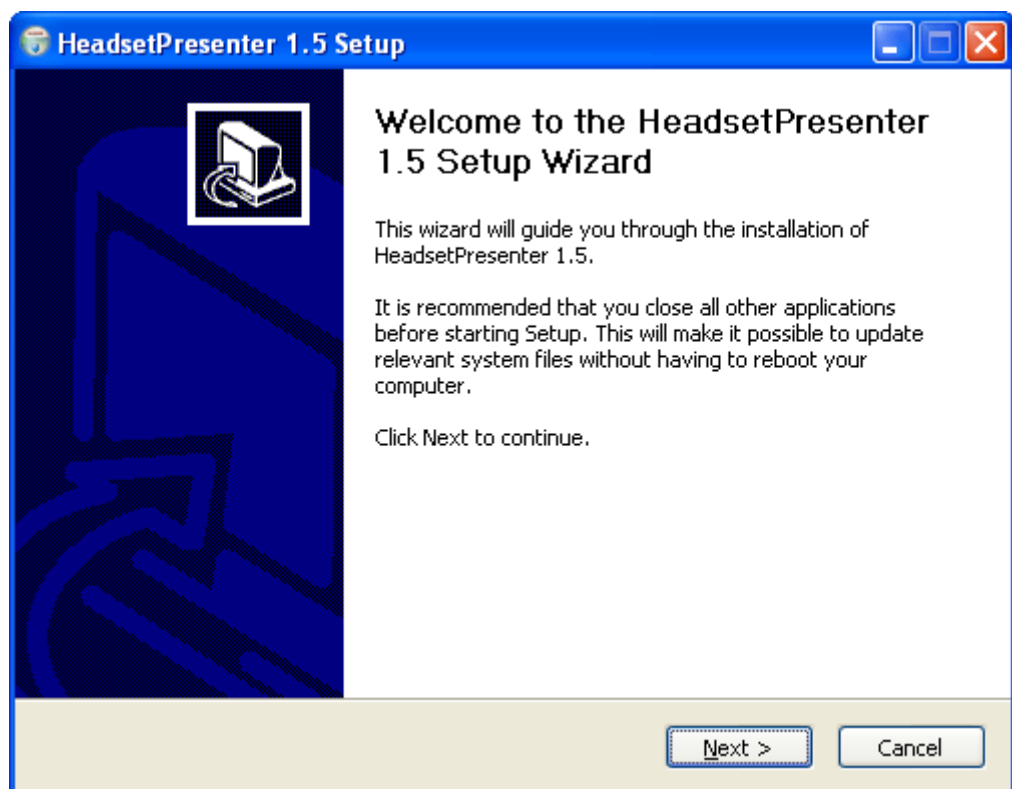 HeadsetPresenter 1.5 Setup
Welcome to the HeadsetPresenter
1.5 Setup Wizard
This wizard will guide you through the installation of
HeadsetPresenter 1.5.
It is recommended that you close all other applications
before starting Setup. This will make it possible to update
relevant system files without having to reboot your
computer.
Click Next to continue.
Next >
Cancel